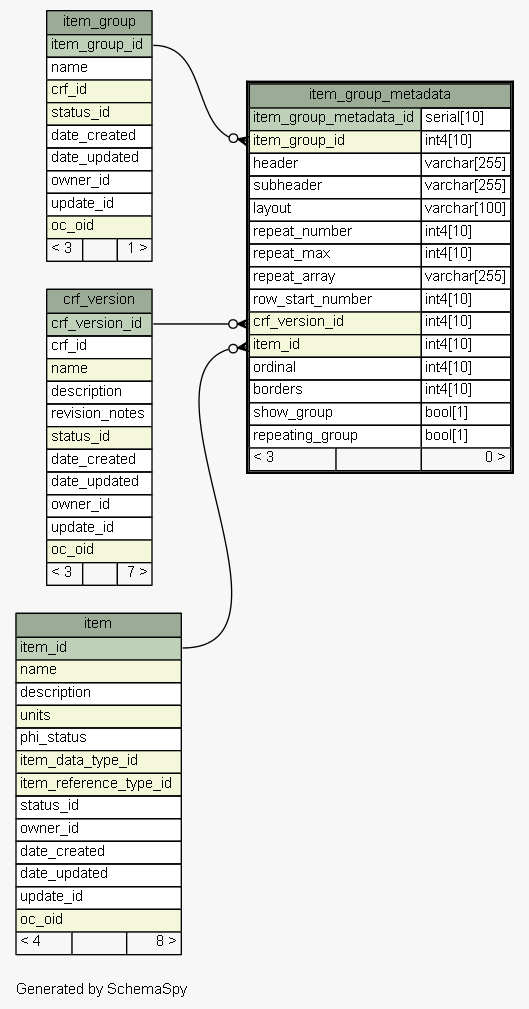 item_group
item_group_id
name
crf_id
status_id
date_created
date_updated
owner_id
update_id
oc_oid
< 3 1 >
item_group_metadata
item_group_metadata_id serial[10]
item_group_id int4[10]
header varchar[255]
subheader varchar[255]
layout varchar[100]
repeat_number int4[10]
repeat_max int4[10]
repeat_array varchar[255]
row_start_number int4[10]
crf_version_id int4[10]
item_id int4[10]
ordinal int4[10]
borders int4[10]
show_group bool[1]
repeating_group bool[1]
< 3 0 >
crf_version
crf_version_id
crf_id
name
description
revision_notes
status_id
date_created
date_updated
owner_id
update_id
oc_oid
< 3 7 >
item
item_id
name
description
units
phi_status
item_data_type_id
item_reference_type_id
status_id
owner_id
date_created
date_updated
update_id
oc_oid
< 4 8 >
Generated by SchemaSpy